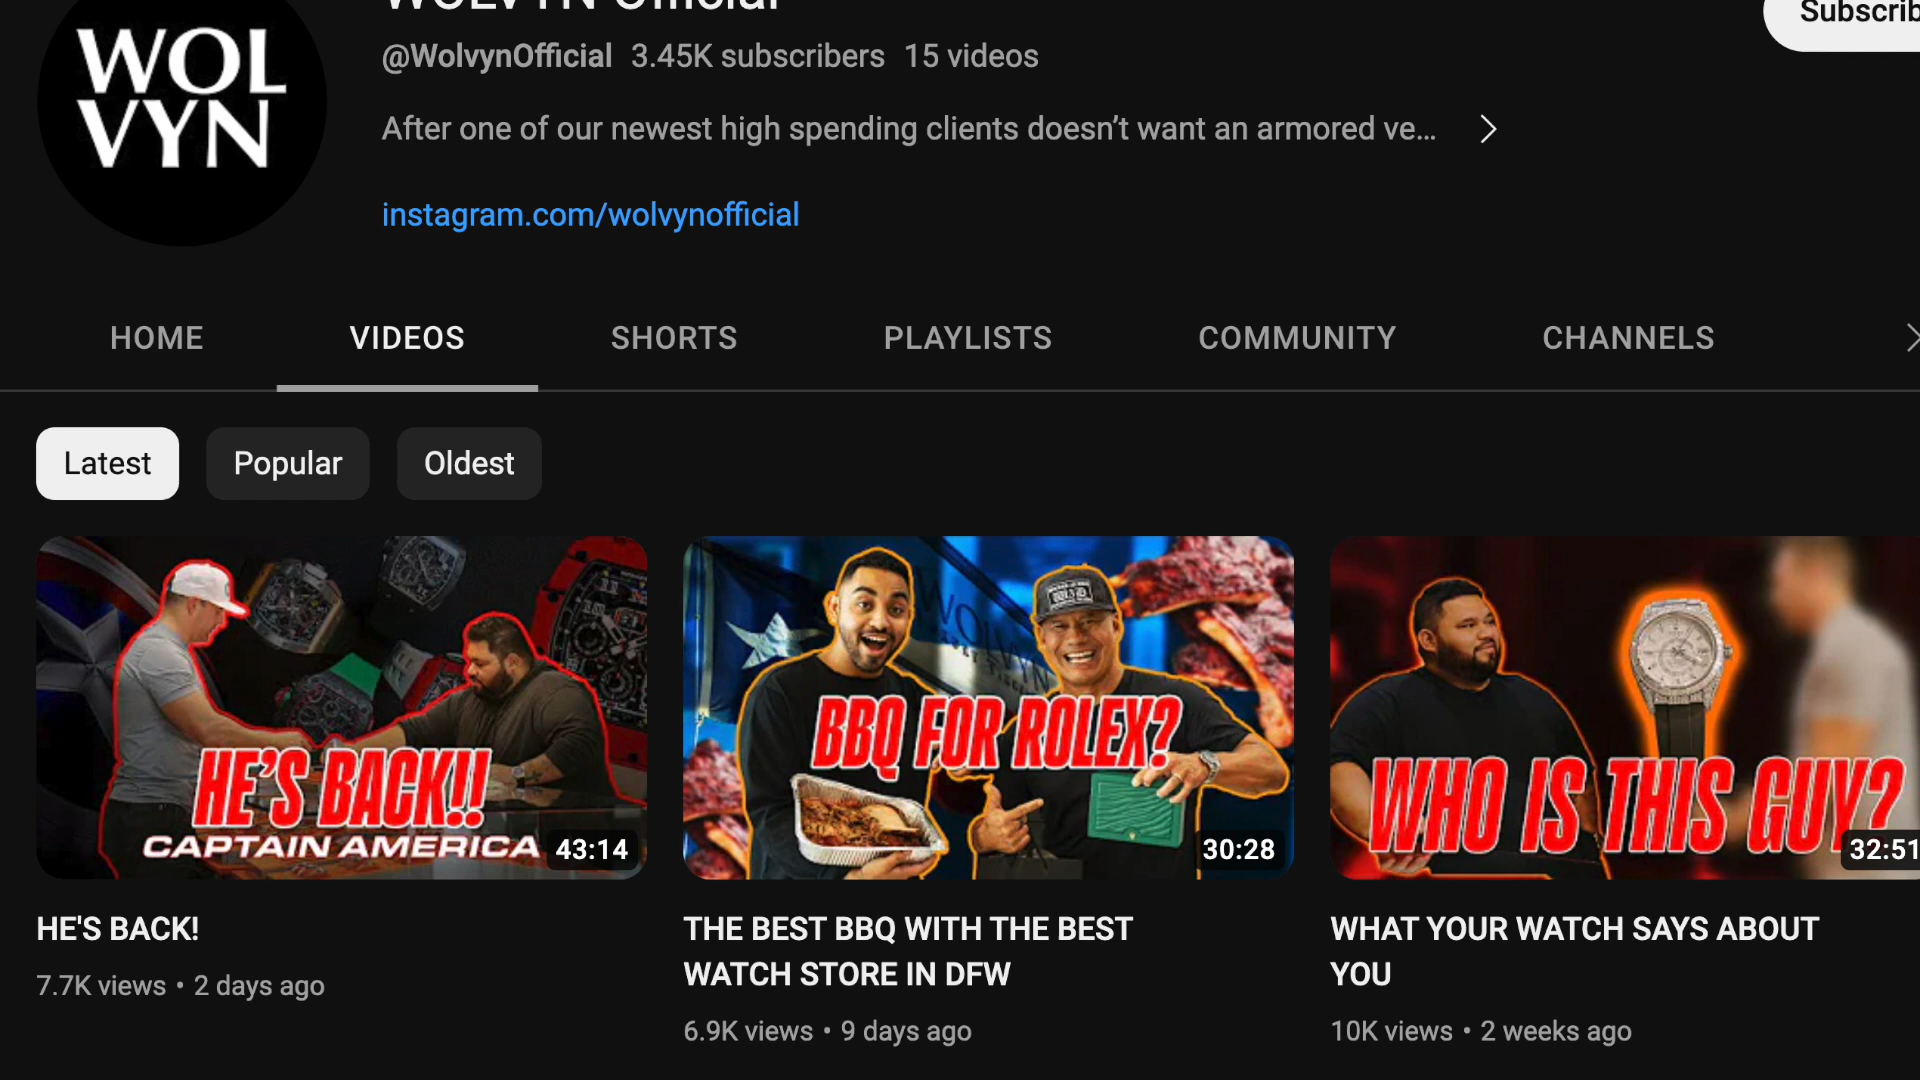 WOL
VYN
WOLVYN Official
@WolvynOfficial 3.45K subscribers 15 videos
After one of our newest high spending clients doesn’t want an armored ve...
instagram.com/wolvynofficial
Subscrib
HOME VIDEOS SHORTS PLAYLISTS COMMUNITY CHANNELS
Latest Popular Oldest
HE’S BACK!!
CAPTAIN AMERICA
43:14
BBQ FOR ROLEX?
30:28
WHO IS THIS GUY?
32:51
HE'S BACK!
7.7K views • 2 days ago
THE BEST BBQ WITH THE BEST
WATCH STORE IN DFW
6.9K views • 9 days ago
WHAT YOUR WATCH SAYS ABOUT
YOU
10K views • 2 weeks ago